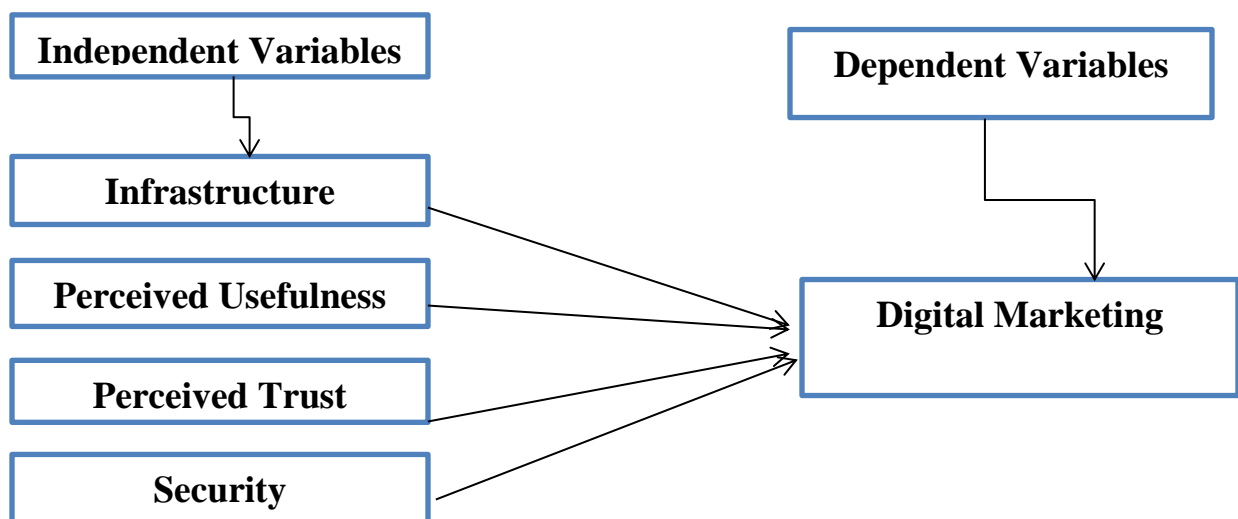 Independent Variables
Dependent Variables
Infrastructure
Perceived Usefulness
Digital Marketing
Perceived Trust
Security